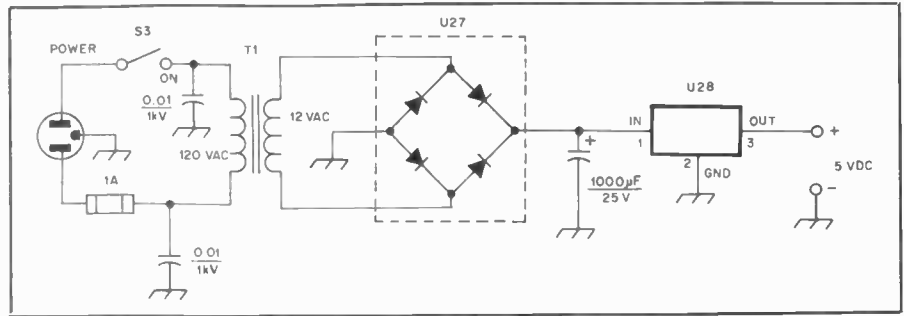 U27
S3
POWER
T1
ON
0.01
1kV
120 VAC
12 VAC
1A
0.01
1kV
+
1000µF
25V
U28
IN
OUT
1
2
3
GND
+
5 VDC
-